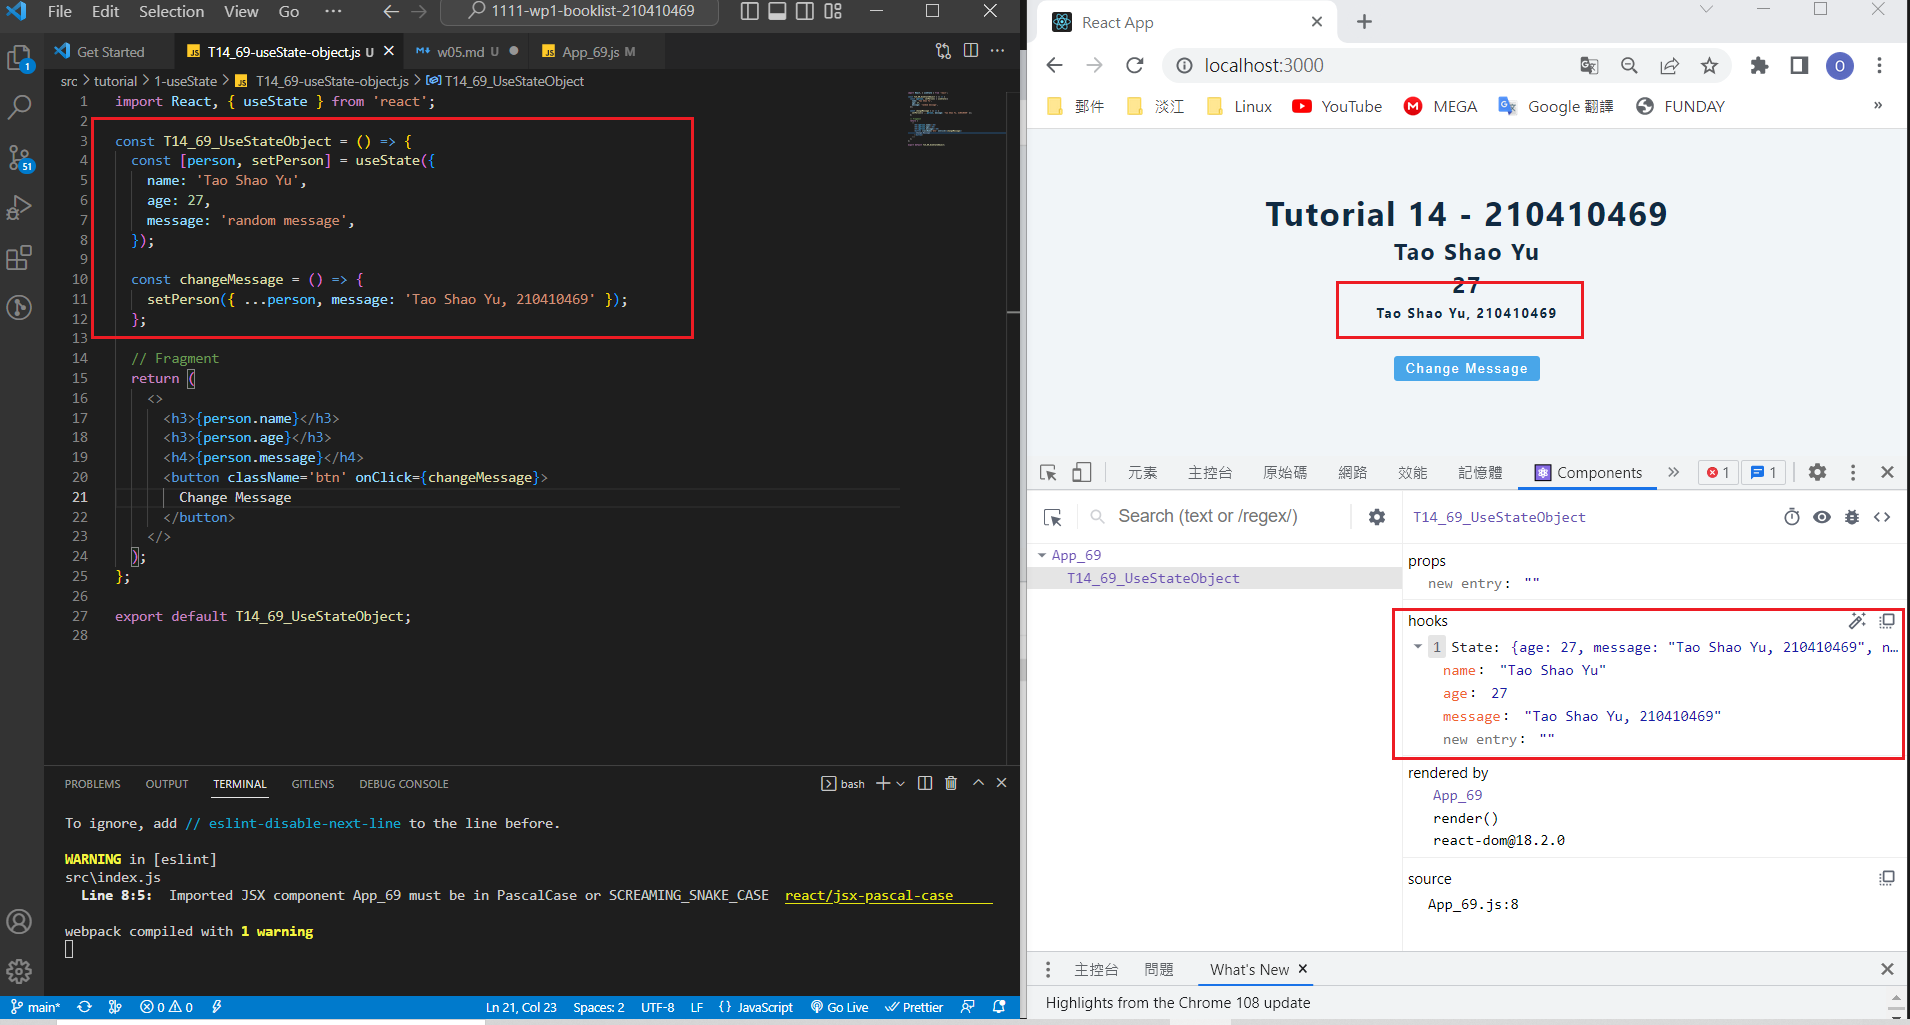 File Edit Selection View Go ··· 1111-wp1-booklist-210410469
Get Started T14_69-useState-object.js U w05.md U App_69.js M
src > tutorial > 1-useState > T14_69-useState-object.js > T14_69_UseStateObject
1 import React, { useState } from 'react';
2
3 const T14_69_UseStateObject = () => {
4 const [person, setPerson] = useState({
5 name: 'Tao Shao Yu',
6 age: 27,
7 message: 'random message',
8 });
9
10 const changeMessage = () => {
11 setPerson({ ...person, message: 'Tao Shao Yu, 210410469' });
12 };
13
14 // Fragment
15 return (
16 <>
17 <h3>{person.name}</h3>
18 <h3>{person.age}</h3>
19 <h4>{person.message}</h4>
20 <button className='btn' onClick={changeMessage}>
21 Change Message
22 </button>
23 </>
24 );
25 };
26
27 export default T14_69_UseStateObject;
28
1
51
PROBLEMS OUTPUT TERMINAL GITLENS DEBUG CONSOLE bash
To ignore, add // eslint-disable-next-line to the line before.
WARNING in [eslint]
src\index.js
Line 8:5: Imported JSX component App_69 must be in PascalCase or SCREAMING_SNAKE_CASE react/jsx-pascal-case
webpack compiled with 1 warning
main* 0 0 Ln 21, Col 23 Spaces: 2 UTF-8 LF {} JavaScript Go Live Prettier
React App
localhost:3000 O
郵件 淡江 Linux YouTube MEGA Google 翻譯 FUNDAY »
Tutorial 14 - 210410469
Tao Shao Yu
27
Tao Shao Yu, 210410469
Change Message
元素 主控台 原始碼 網路 效能 記憶體 Components » 1 1
Search (text or /regex/) T14_69_UseStateObject
App_69
T14_69_UseStateObject
props
new entry: ""
hooks
1 State: {age: 27, message: "Tao Shao Yu, 210410469", n…
name: "Tao Shao Yu"
age: 27
message: "Tao Shao Yu, 210410469"
new entry: ""
rendered by
App_69
render()
react-dom@18.2.0
source
App_69.js:8
主控台 問題 What's New
Highlights from the Chrome 108 update